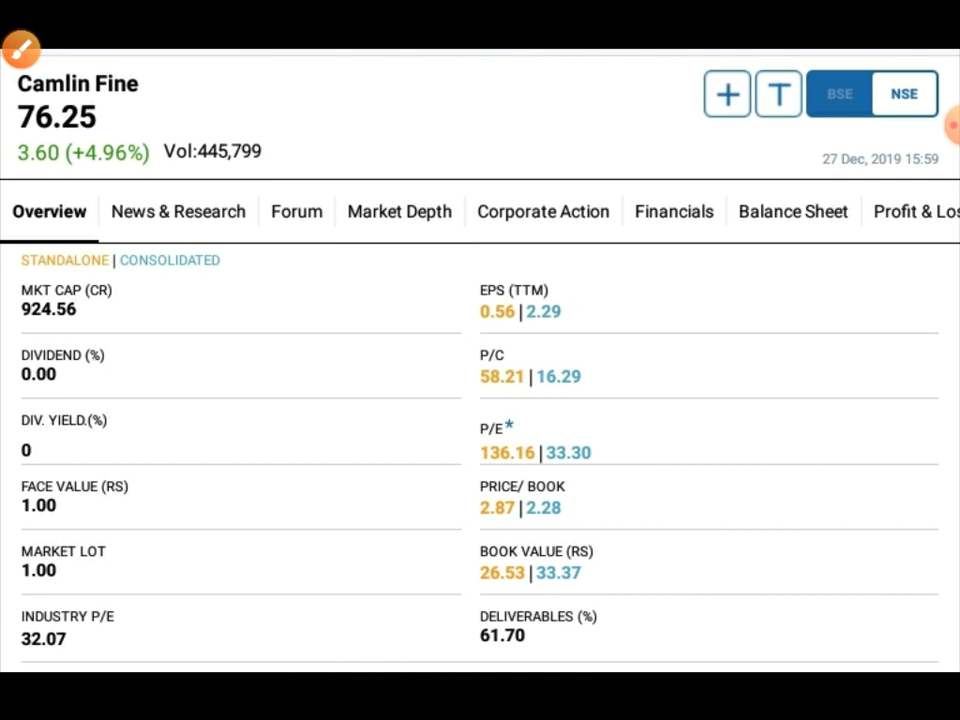 Camlin Fine
76.25
3.60 (+4.96%) Vol:445,799
+ T BSE NSE
27 Dec, 2019 15:59
Overview News & Research Forum Market Depth Corporate Action Financials Balance Sheet Profit & Los
STANDALONE | CONSOLIDATED
MKT CAP (CR)
924.56
DIVIDEND (%)
0.00
DIV. YIELD.(%)
0
FACE VALUE (RS)
1.00
MARKET LOT
1.00
INDUSTRY P/E
32.07
EPS (TTM)
0.56 | 2.29
P/C
58.21 | 16.29
P/E*
136.16 | 33.30
PRICE/ BOOK
2.87 | 2.28
BOOK VALUE (RS)
26.53 | 33.37
DELIVERABLES (%)
61.70